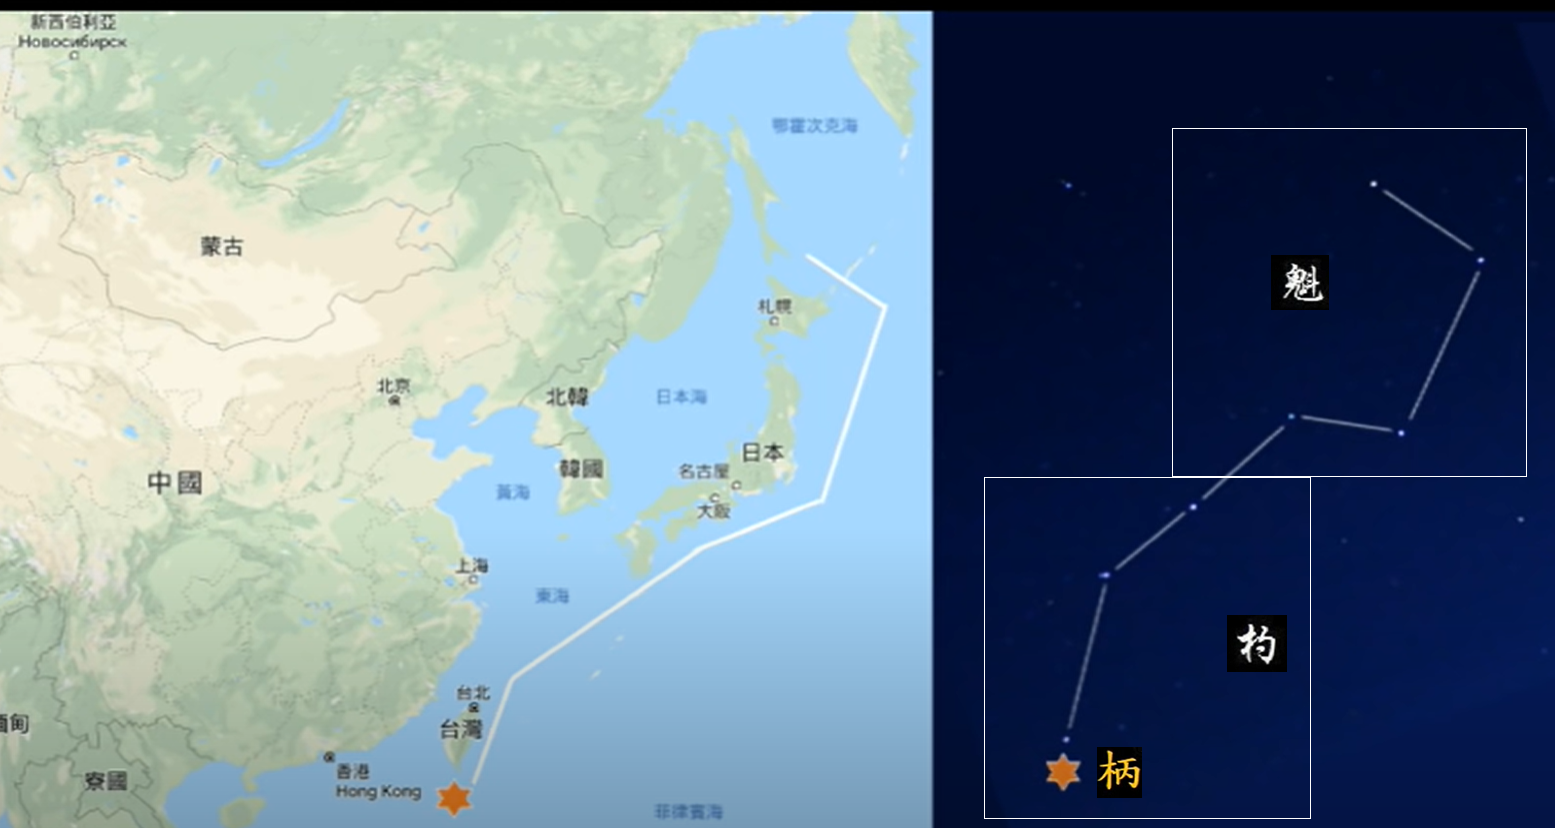 新西伯利亞
Новосибирск
鄂霍次克海
蒙古
札幌
北京
北韓
日本海
日本
中國
韓國
名古屋
黃海
大阪
上海
東海
台北
台灣
緬甸
寮國
香港
Hong Kong
菲律賓海
魁
杓
柄